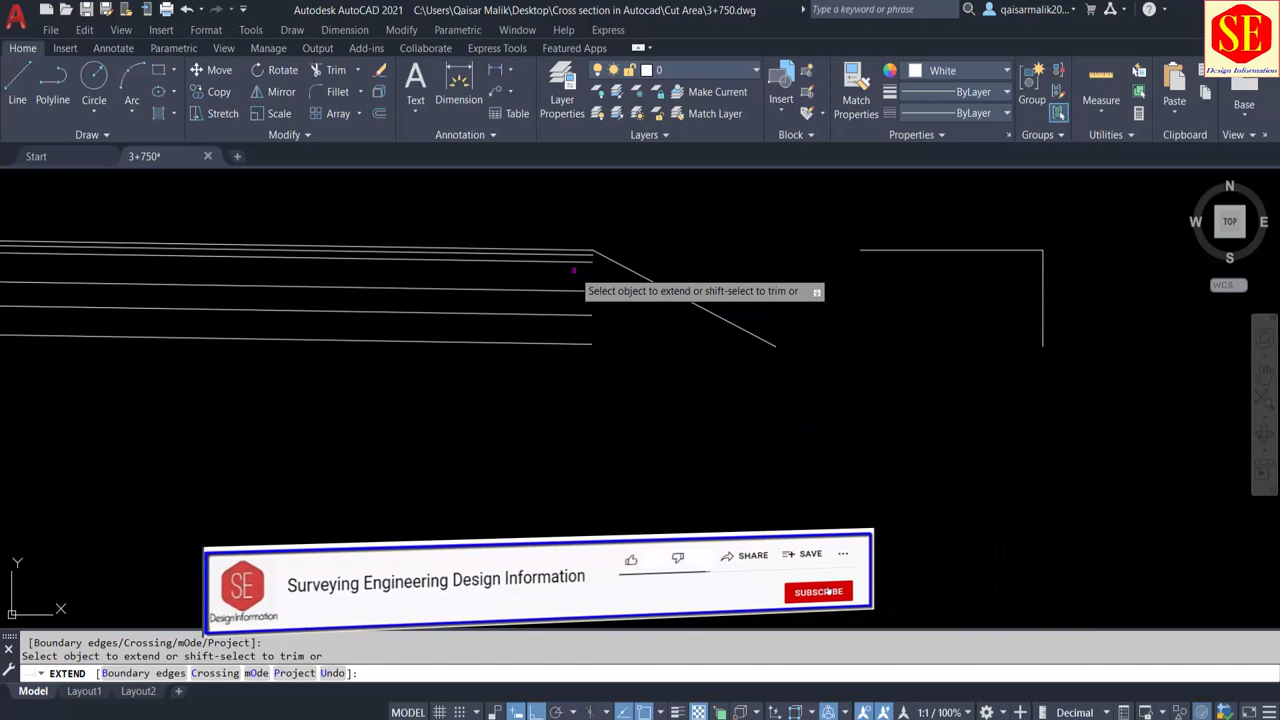 Autodesk AutoCAD 2021 C:\Users\Qaisar Malik\Desktop\Cross section in Autocad\Cut Area\3+750.dwg
Type a keyword or phrase
qaisarmalik20...
File Edit View Insert Format Tools Draw Dimension Modify Parametric Window Help Express
Home Insert Annotate Parametric View Manage Output Add-ins Collaborate Express Tools Featured Apps
SE
Design Information
Line Polyline Circle Arc
Move Rotate Trim
Copy Mirror Fillet
Stretch Scale Array
Text Dimension
Table
Layer Properties
0
Make Current
Match Layer
Insert
Match Properties
White
ByLayer
ByLayer
Group
Measure
Paste
Base
Draw Modify Annotation Layers Block Properties Groups Utilities Clipboard View
Start 3+750*
N
W TOP E
S
WCS
Select object to extend or shift-select to trim or
SE
Design Information
Surveying Engineering Design Information
SHARE SAVE
SUBSCRIBE
Y
X
[Boundary edges/Crossing/mOde/Project]:
Select object to extend or shift-select to trim or
EXTEND [Boundary edges Crossing mOde Project Undo]:
Model Layout1 Layout2
MODEL 1:1 / 100% Decimal